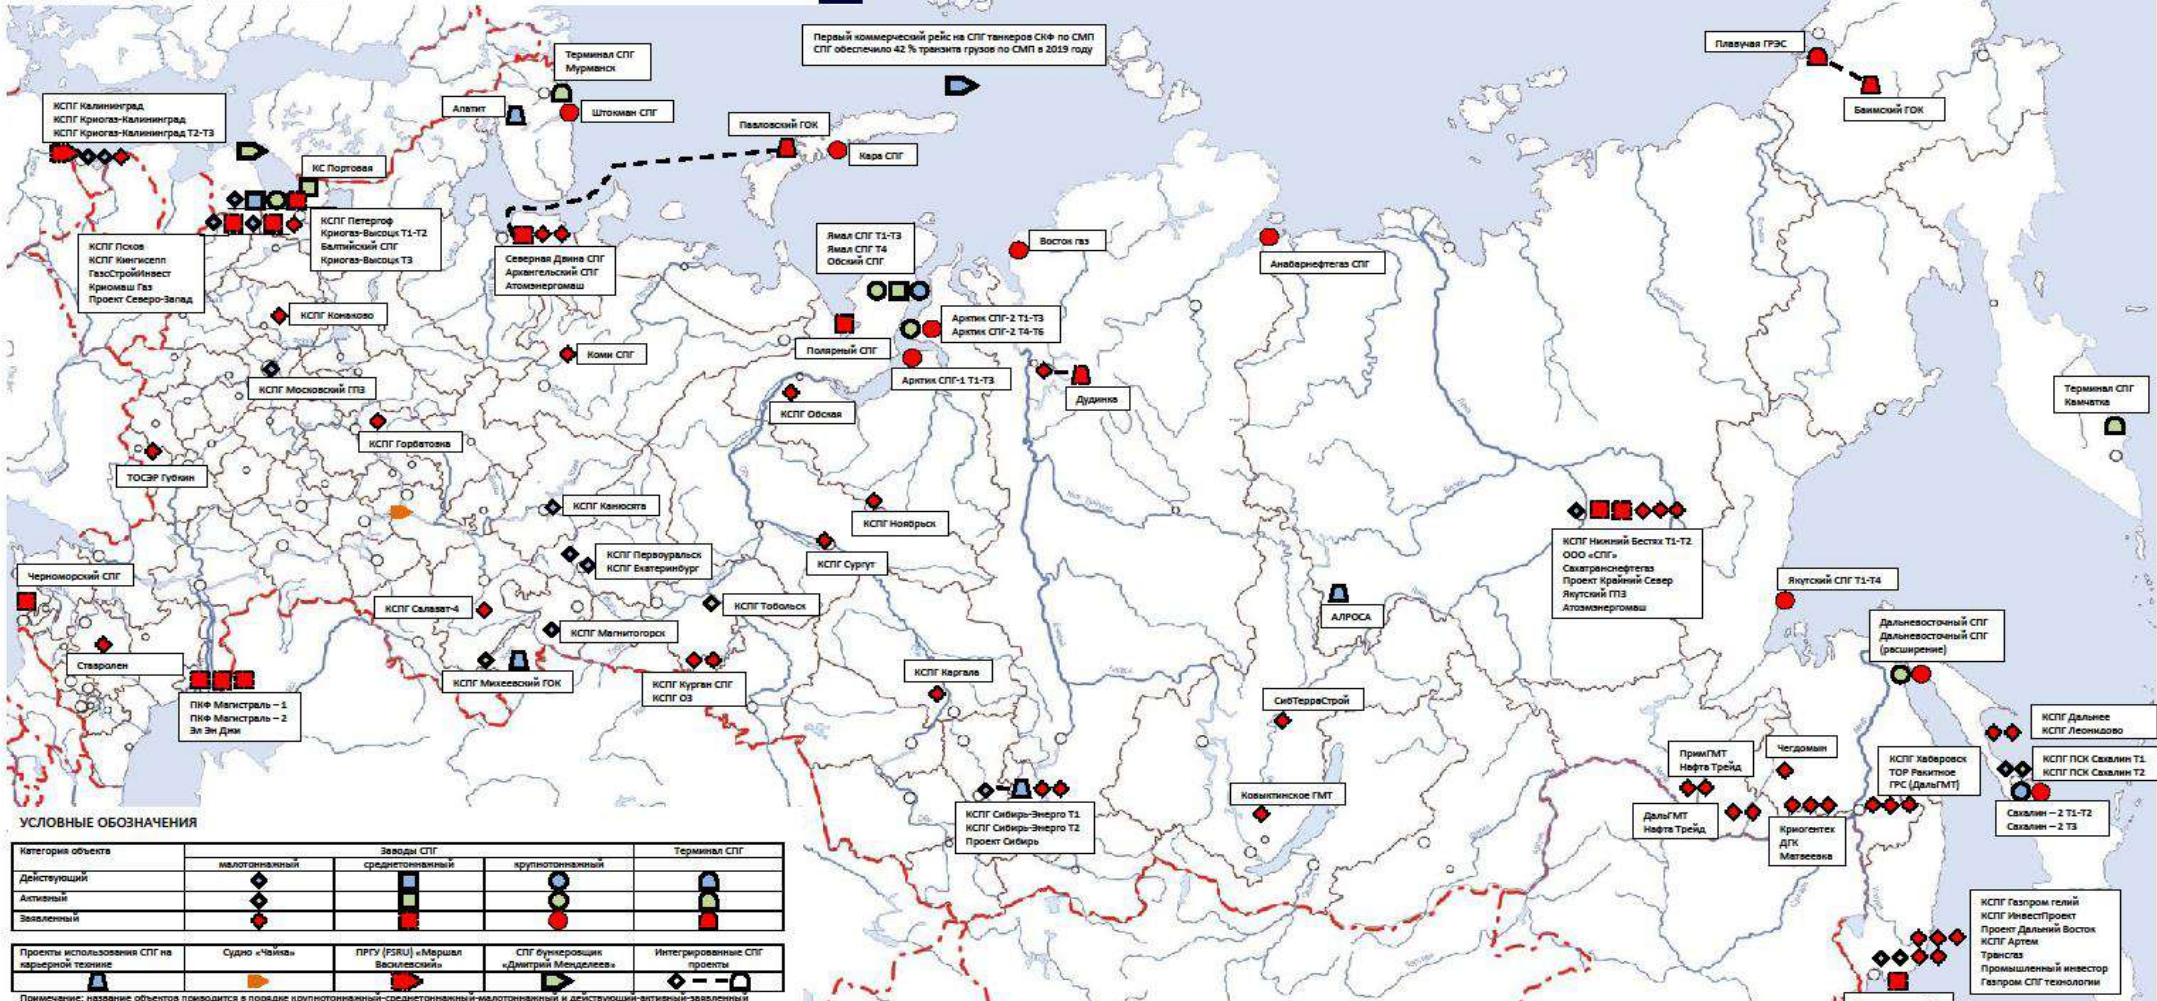 Первый коммерческий рейс на СПГ танкеров СКФ по СМП
СПГ обеспечило 42 % транзита грузов по СМП в 2019 году
Плавучая ГРЭС
Баимский ГОК
Терминал СПГ
Мурманск
Апатит
Штокман СПГ
КСПГ Калининград
КСПГ Криогаз-Калининград
КСПГ Криогаз-Калининград Т2-Т3
Павловский ГОК
Кара СПГ
КС Портовая
КСПГ Петергоф
Криогаз-Высоцк Т1-Т2
Балтийский СПГ
Криогаз-Высоцк Т3
КСПГ Псков
КСПГ Кингисепп
ГазСтройИнвест
Криомаш Газ
Проект Северо-Запад
Северная Двина СПГ
Архангельский СПГ
Атомэнергомаш
Ямал СПГ Т1-Т3
Ямал СПГ Т4
Обский СПГ
Восток газ
Анабарнефтегаз СПГ
КСПГ Конаково
Арктик СПГ-2 Т1-Т3
Арктик СПГ-2 Т4-Т6
Полярный СПГ
Коми СПГ
Арктик СПГ-1 Т1-Т3
КСПГ Московский ГПЗ
Дудинка
КСПГ Обская
Терминал СПГ
Камчатка
КСПГ Горбатовка
ТОСЭР Губкин
КСПГ Канюсята
КСПГ Ноябрьск
КСПГ Первоуральск
КСПГ Екатеринбург
КСПГ Сургут
КСПГ Нижний Бестях Т1-Т2
ООО «СПГ»
Сахатранснефтегаз
Проект Крайний Север
Якутский ГПЗ
Атомэнергомаш
Черноморский СПГ
Якутский СПГ Т1-Т4
КСПГ Салават-4
КСПГ Тобольск
АЛРОСА
КСПГ Магнитогорск
Дальневосточный СПГ
Дальневосточный СПГ
(расширение)
Ставролен
КСПГ Михеевский ГОК
КСПГ Курган СПГ
КСПГ ОЗ
КСПГ Каргала
СибТерраСтрой
ПКФ Магистраль – 1
ПКФ Магистраль – 2
Эл Эн Джи
КСПГ Дальнее
КСПГ Леонидово
ПримГМТ
Нафта Трейд
Чегдомын
КСПГ Хабаровск
ТОР Ракитное
ГРС (ДальГМТ)
КСПГ ПСК Сахалин Т1
КСПГ ПСК Сахалин Т2
Ковыктинское ГМТ
КСПГ Сибирь-Энерго Т1
КСПГ Сибирь-Энерго Т2
Проект Сибирь
ДальГМТ
Нафта Трейд
Криогентех
ДГК
Матвеевка
Сахалин – 2 Т1-Т2
Сахалин – 2 Т3
КСПГ Газпром гелий
КСПГ ИнвестПроект
Проект Дальний Восток
КСПГ Артем
Трансгаз
Промышленный инвестор
Газпром СПГ технологии
УСЛОВНЫЕ ОБОЗНАЧЕНИЯ
Категория объекта
Заводы СПГ
Терминал СПГ
малотоннажный
среднетоннажный
крупнотоннажный
Действующий
Активный
Заявленный
Проекты использования СПГ на
карьерной технике
Судно «Чайка»
ПРГУ (FSRU) «Маршал
Василевский»
СПГ бункеровщик
«Дмитрий Менделеев»
Интегрированные СПГ
проекты
Примечание: название объектов приводится в порядке крупнотоннажный-среднетоннажный-малотоннажный и действующий-активный-заявленный